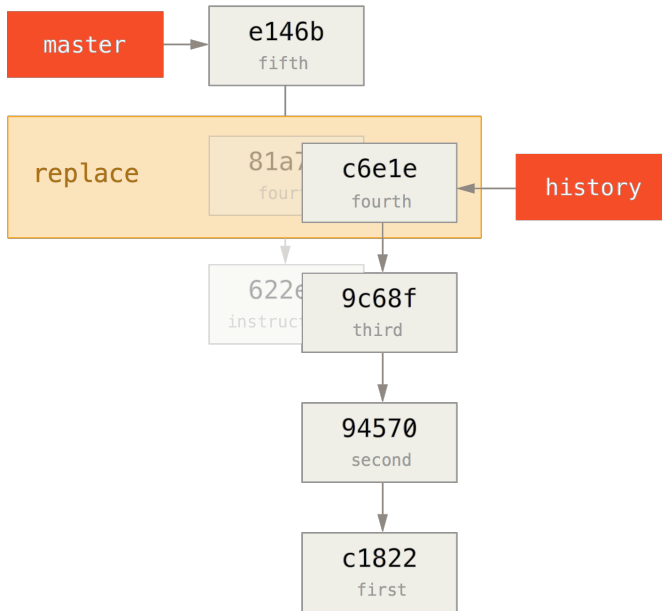 master
e146b
fifth
replace
c6e1e
fourth
history
9c68f
third
94570
second
c1822
first